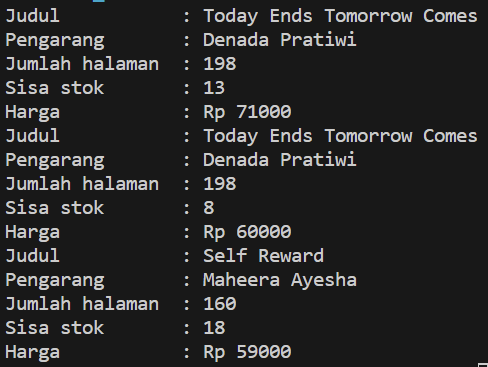 Judul : Today Ends Tomorrow Comes
Pengarang : Denada Pratiwi
Jumlah halaman : 198
Sisa stok : 13
Harga : Rp 71000
Judul : Today Ends Tomorrow Comes
Pengarang : Denada Pratiwi
Jumlah halaman : 198
Sisa stok : 8
Harga : Rp 60000
Judul : Self Reward
Pengarang : Maheera Ayesha
Jumlah halaman : 160
Sisa stok : 18
Harga : Rp 59000